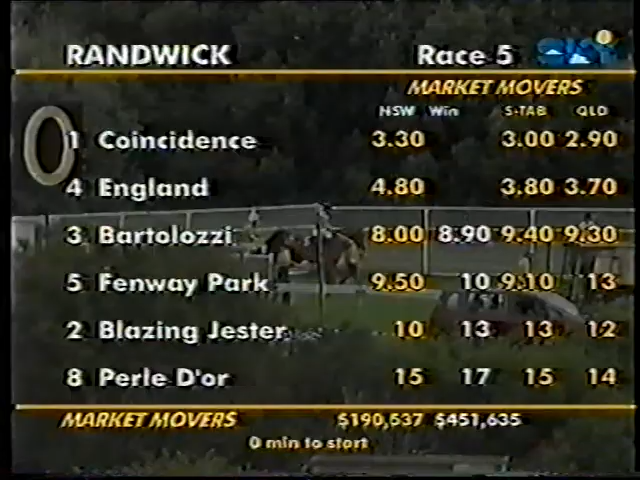 RANDWICK Race 5 SKY
MARKET MOVERS
NSW Win S-TAB QLD
1 Coincidence 3.30 3.00 2.90
4 England 4.80 3.80 3.70
3 Bartolozzi 8.00 8.90 9.40 9.30
5 Fenway Park 9.50 10 9.10 13
2 Blazing Jester 10 13 13 12
8 Perle D'or 15 17 15 14
MARKET MOVERS $190,537 $451,635
0 min to start